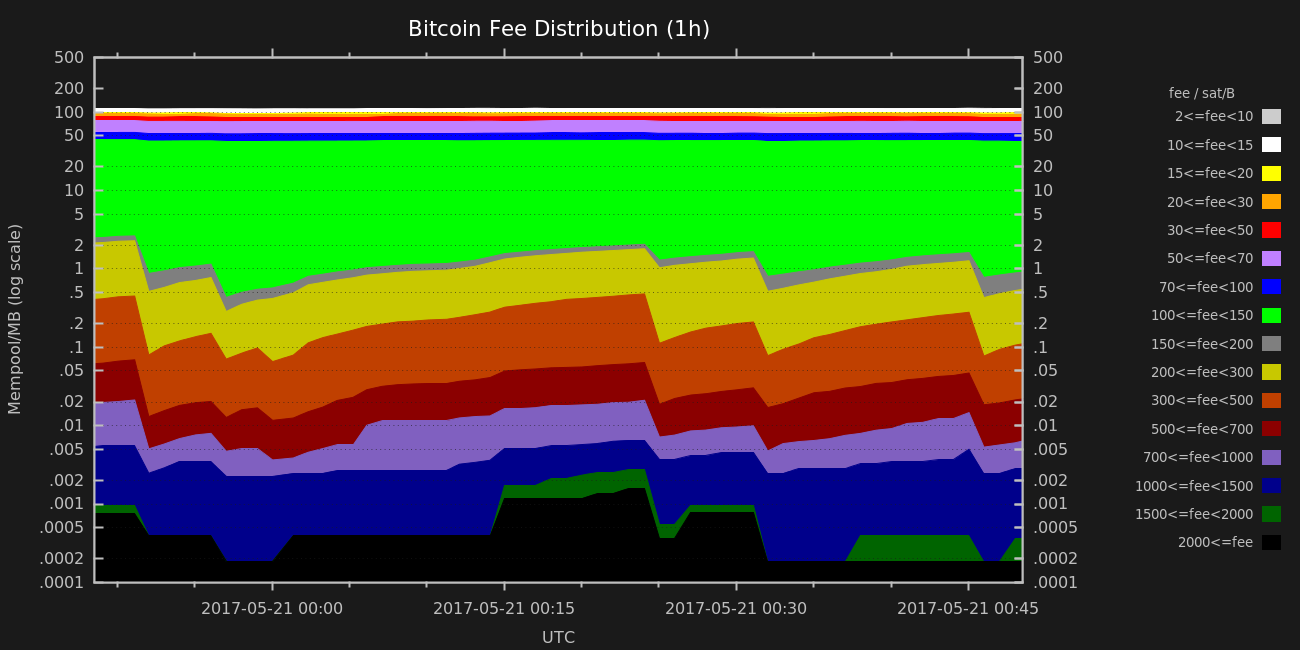 Bitcoin Fee Distribution (1h)
Mempool/MB (log scale)
500
200
100
50
20
10
5
2
1
.5
.2
.1
.05
.02
.01
.005
.002
.001
.0005
.0002
.0001
500
200
100
50
20
10
5
2
1
.5
.2
.1
.05
.02
.01
.005
.002
.001
.0005
.0002
.0001
2017-05-21 00:00 2017-05-21 00:15 2017-05-21 00:30 2017-05-21 00:45
UTC
fee / sat/B
2<=fee<10
10<=fee<15
15<=fee<20
20<=fee<30
30<=fee<50
50<=fee<70
70<=fee<100
100<=fee<150
150<=fee<200
200<=fee<300
300<=fee<500
500<=fee<700
700<=fee<1000
1000<=fee<1500
1500<=fee<2000
2000<=fee